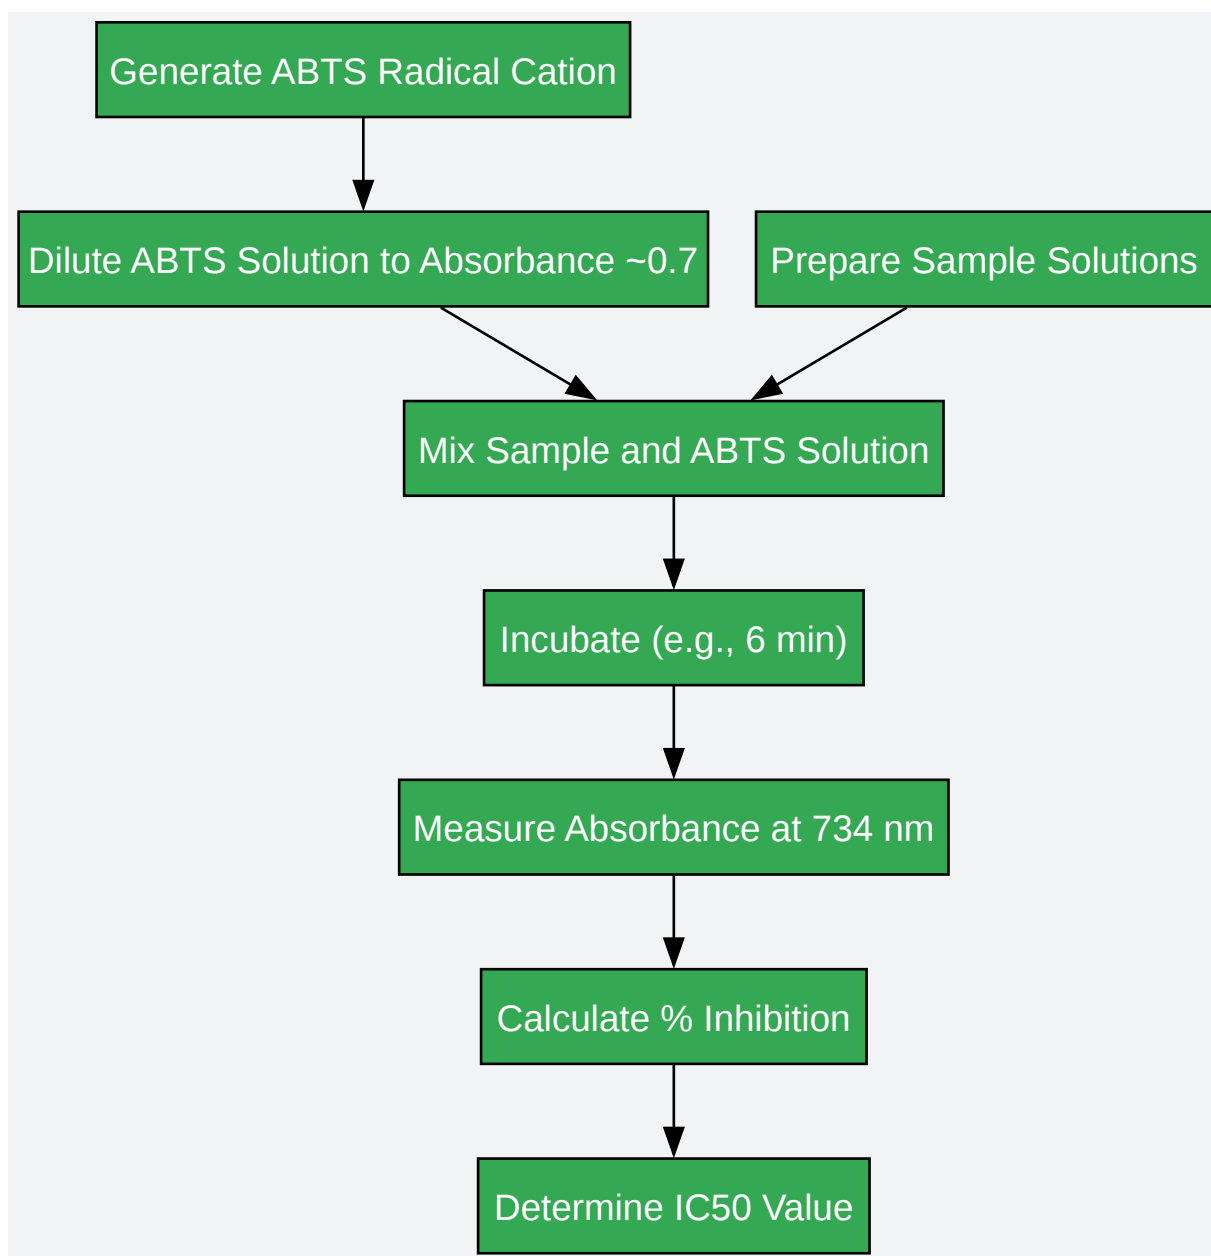 Generate ABTS Radical Cation
Dilute ABTS Solution to Absorbance ~0.7
Prepare Sample Solutions
Mix Sample and ABTS Solution
Incubate (e.g., 6 min)
Measure Absorbance at 734 nm
Calculate % Inhibition
Determine IC50 Value